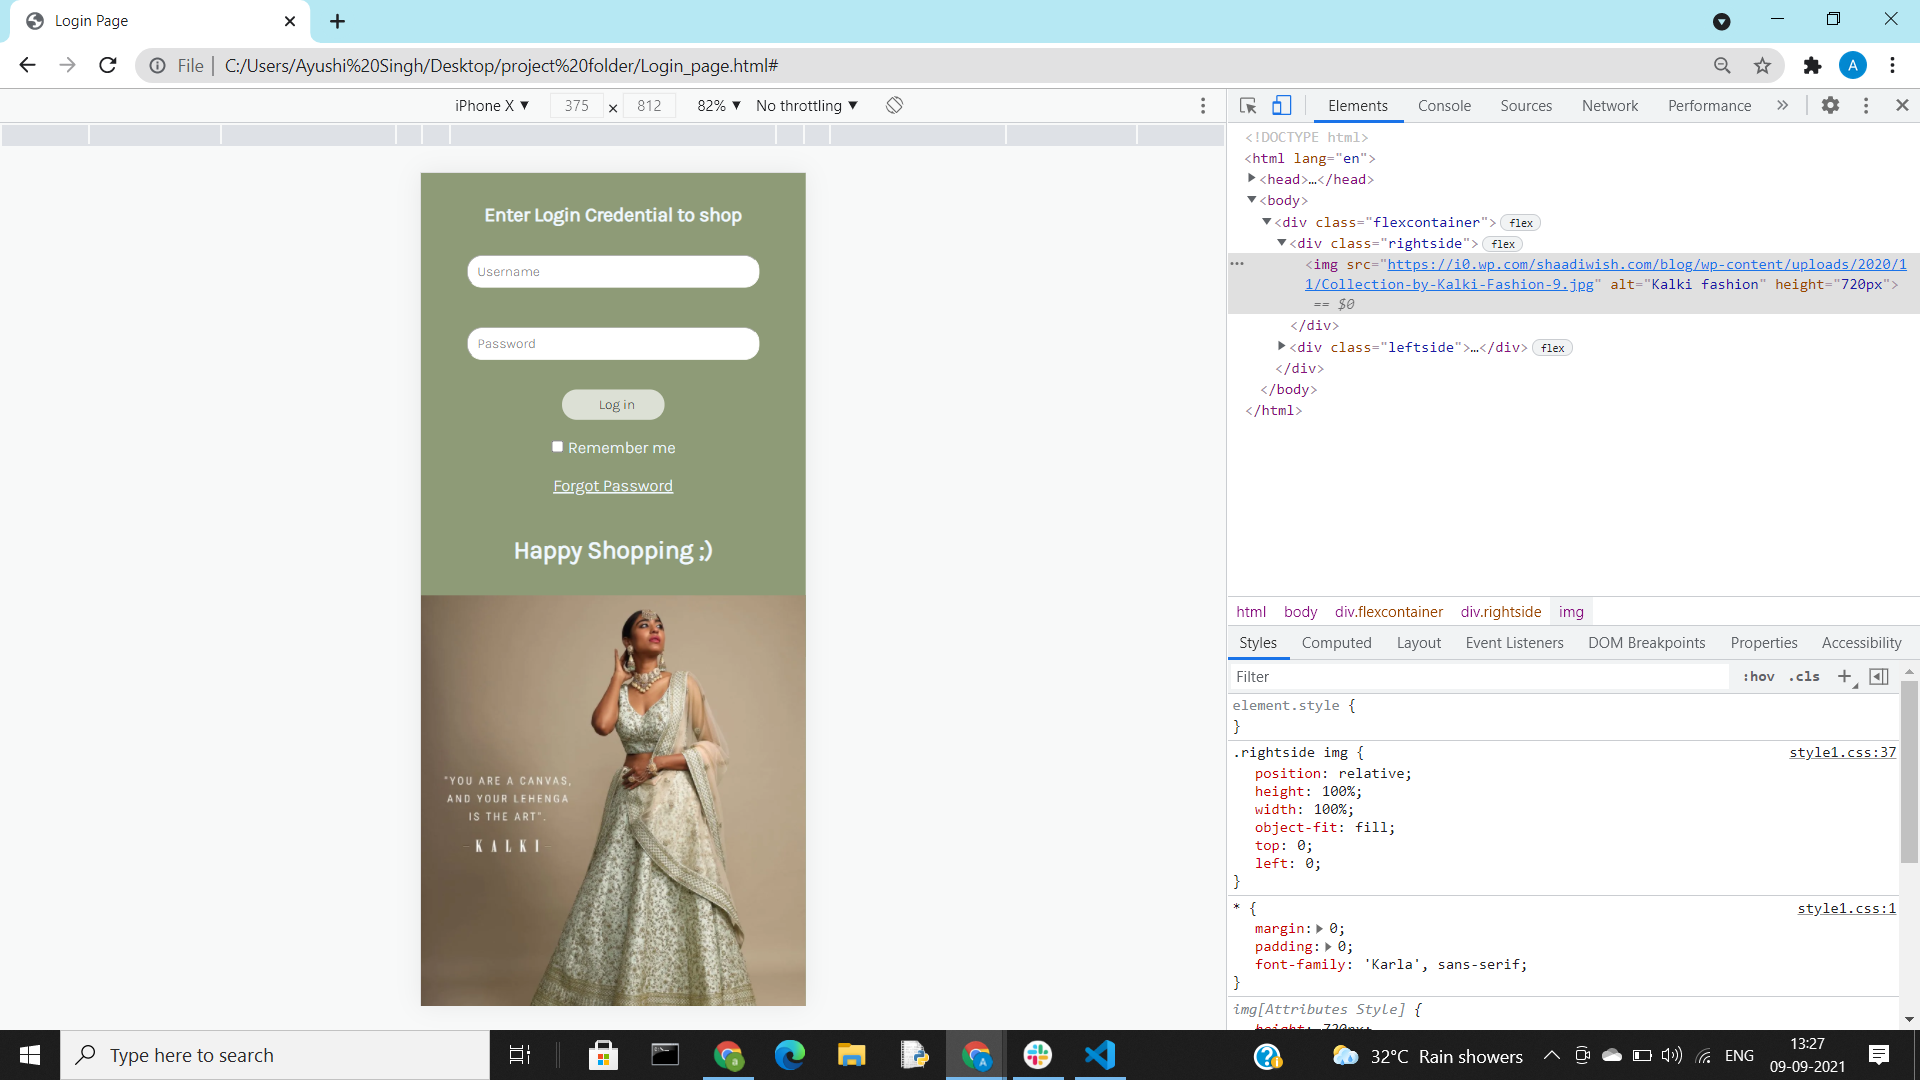 Login Page
File | C:/Users/Ayushi%20Singh/Desktop/project%20folder/Login_page.html#
A
iPhone X ▼ 375 × 812 82% ▼ No throttling ▼
Enter Login Credential to shop
Username
Password
Log in
Remember me
Forgot Password
Happy Shopping ;)
"YOU ARE A CANVAS,
AND YOUR LEHENGA
IS THE ART".
- KALKI -
Elements Console Sources Network Performance »
<!DOCTYPE html>
<html lang="en">
<head>…</head>
<body>
<div class="flexcontainer"> flex
<div class="rightside"> flex
<img src="https://i0.wp.com/shaadiwish.com/blog/wp-content/uploads/2020/1
1/Collection-by-Kalki-Fashion-9.jpg" alt="Kalki fashion" height="720px">
== $0
</div>
<div class="leftside">…</div> flex
</div>
</body>
</html>
html body div.flexcontainer div.rightside img
Styles Computed Layout Event Listeners DOM Breakpoints Properties Accessibility
Filter :hov .cls +
element.style {
}
.rightside img { style1.css:37
position: relative;
height: 100%;
width: 100%;
object-fit: fill;
top: 0;
left: 0;
}
* { style1.css:1
margin: 0;
padding: 0;
font-family: 'Karla', sans-serif;
}
img[Attributes Style] {
height: 720px;
Type here to search
a
A
32°C Rain showers
ENG
13:27
09-09-2021